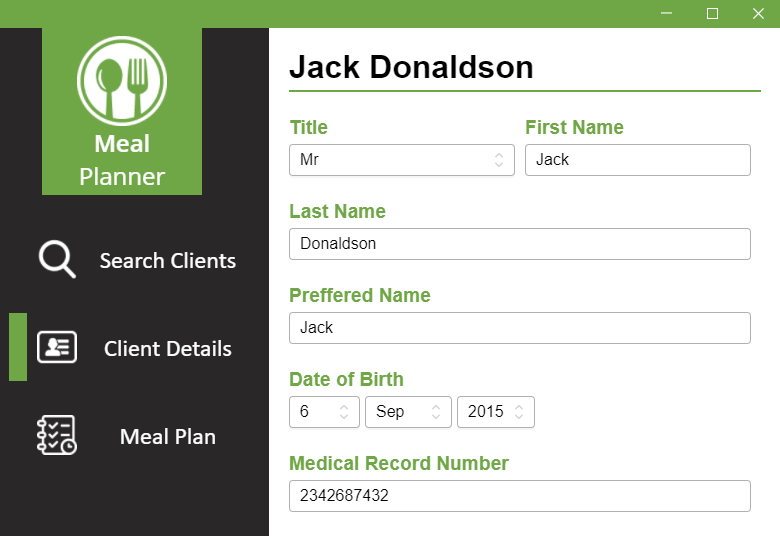 Meal
Planner
Search Clients
Client Details
Meal Plan
Jack Donaldson
Title
First Name
Mr
Jack
Last Name
Donaldson
Preffered Name
Jack
Date of Birth
6 Sep 2015
Medical Record Number
2342687432